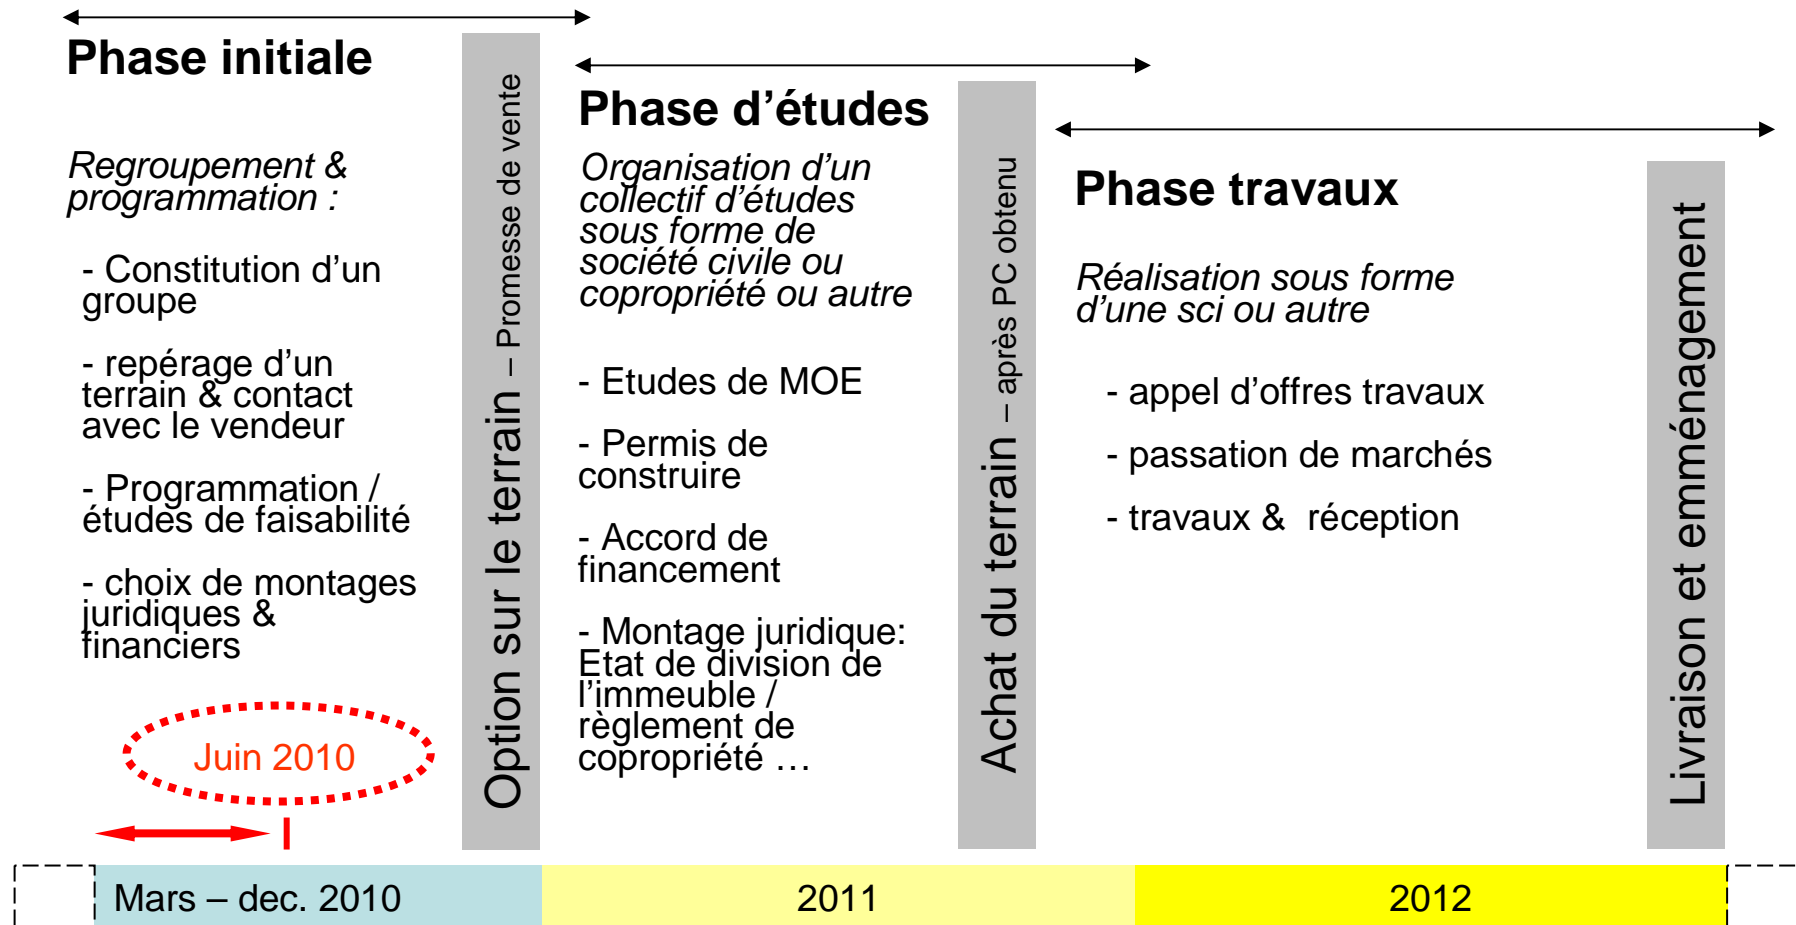 Phase initiale
Regroupement &
programmation :
- Constitution d’un
groupe
- repérage d’un
terrain & contact
avec le vendeur
- Programmation /
études de faisabilité
- choix de montages
juridiques &
financiers
Juin 2010
Option sur le terrain – Promesse de vente
Phase d’études
Organisation d’un
collectif d’études
sous forme de
société civile ou
copropriété ou autre
- Etudes de MOE
- Permis de
construire
- Accord de
financement
- Montage juridique:
Etat de division de
l’immeuble /
règlement de
copropriété …
Achat du terrain – après PC obtenu
Phase travaux
Réalisation sous forme
d’une sci ou autre
- appel d’offres travaux
- passation de marchés
- travaux & réception
Livraison et emménagement
Mars – dec. 2010
2011
2012